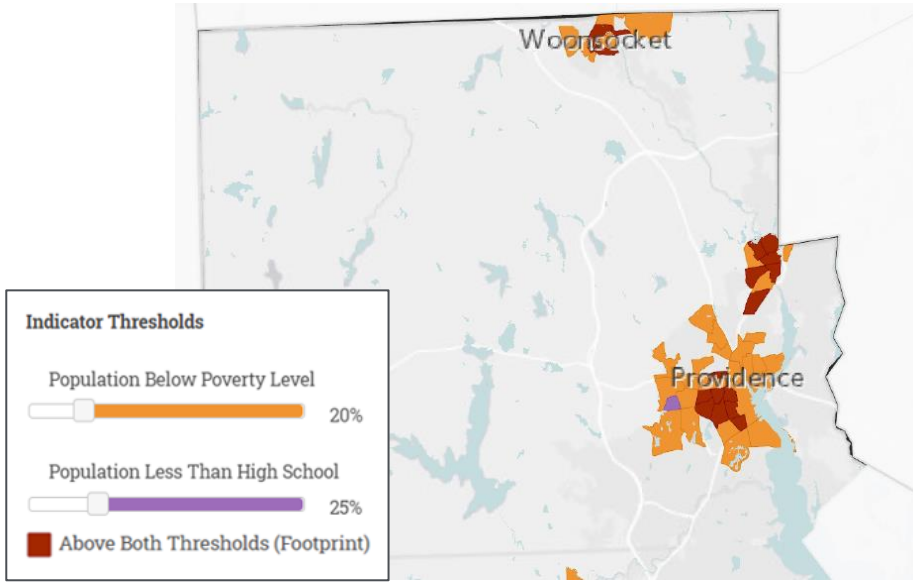 Woonsocket
Providence
Indicator Thresholds
Population Below Poverty Level
20%
Population Less Than High School
25%
Above Both Thresholds (Footprint)